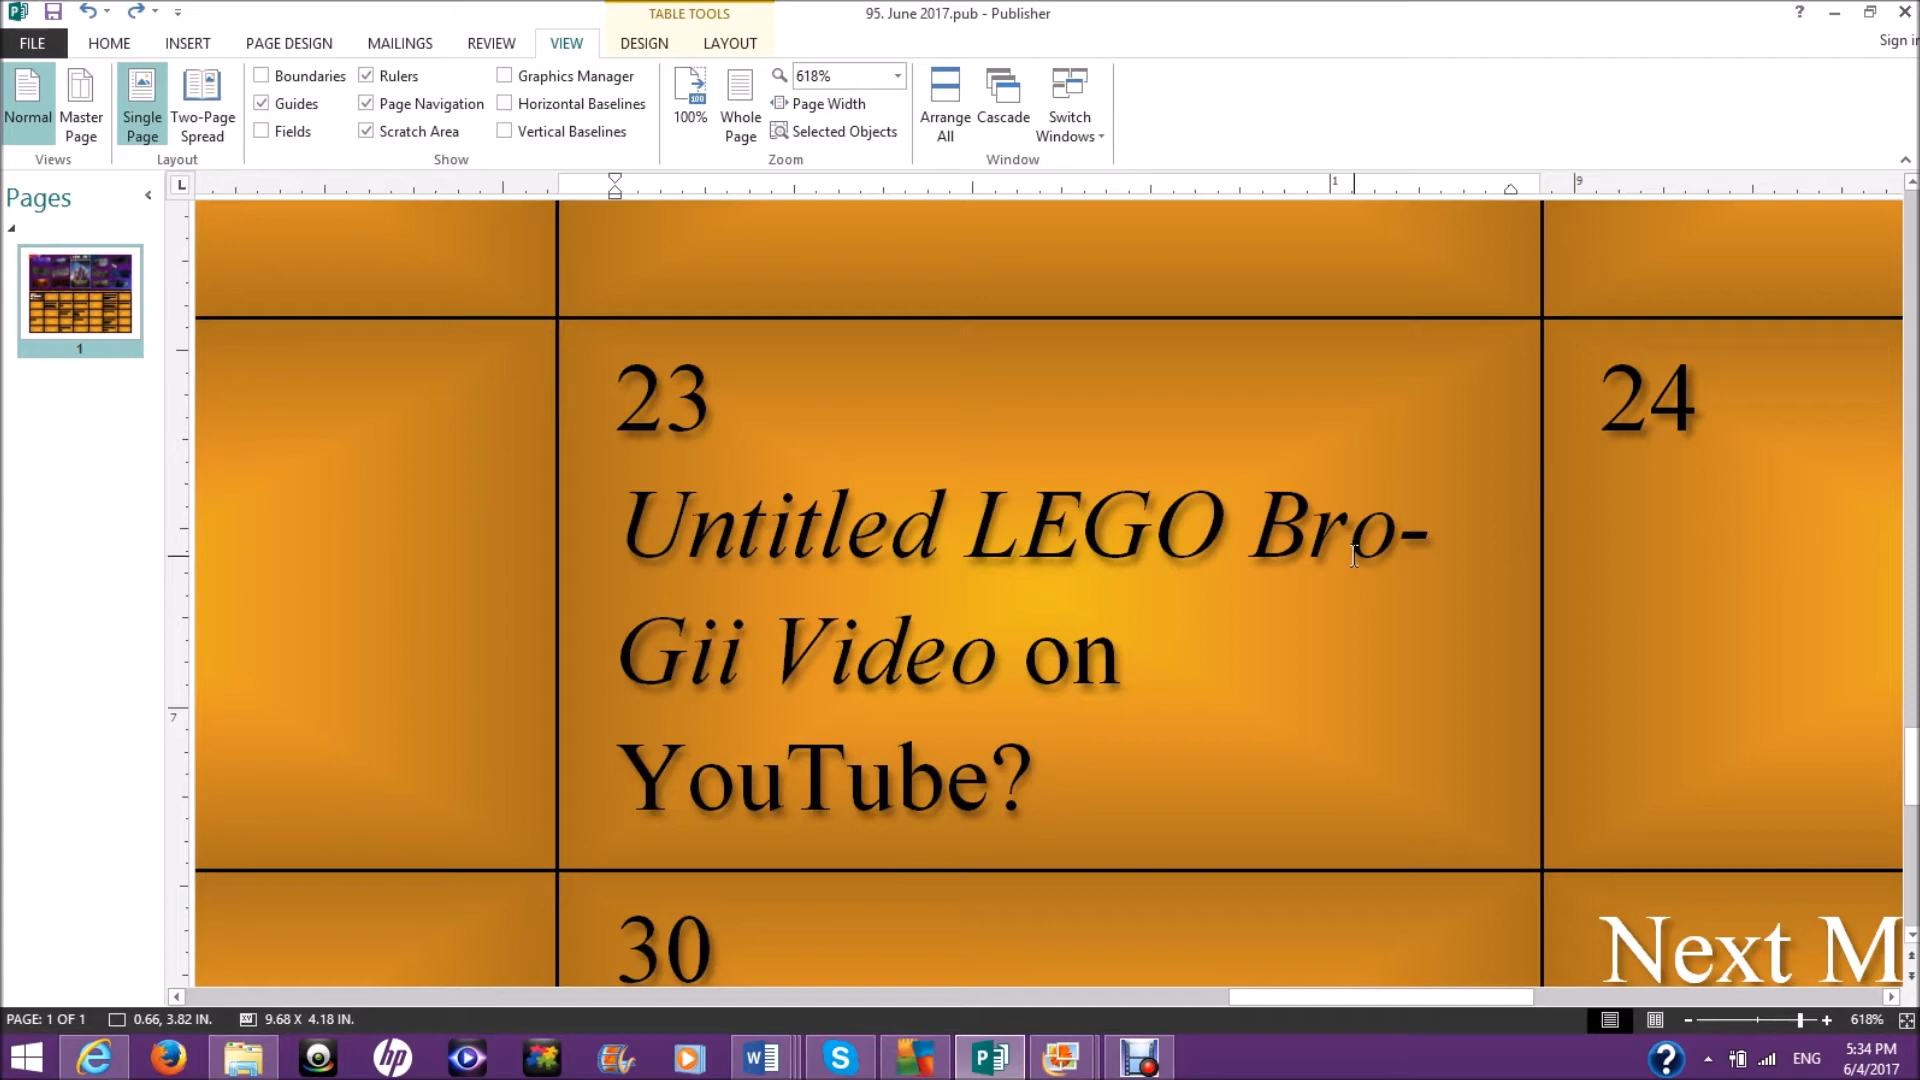 TABLE TOOLS
95. June 2017.pub - Publisher
?
FILE HOME INSERT PAGE DESIGN MAILINGS REVIEW VIEW DESIGN LAYOUT
Sign in
Normal
Master Page
Single Page
Two-Page Spread
Boundaries
Guides
Fields
Rulers
Page Navigation
Scratch Area
Graphics Manager
Horizontal Baselines
Vertical Baselines
100%
Whole Page
618%
Page Width
Selected Objects
Arrange All
Cascade
Switch Windows
Views Layout Show Zoom Window
Pages
L
1 9
1
7
23
Untitled LEGO Bro-
Gii Video on
YouTube?
24
30
Next M
PAGE: 1 OF 1 0.66, 3.82 IN. 9.68 X 4.18 IN.
618%
ENG
5:34 PM
6/4/2017